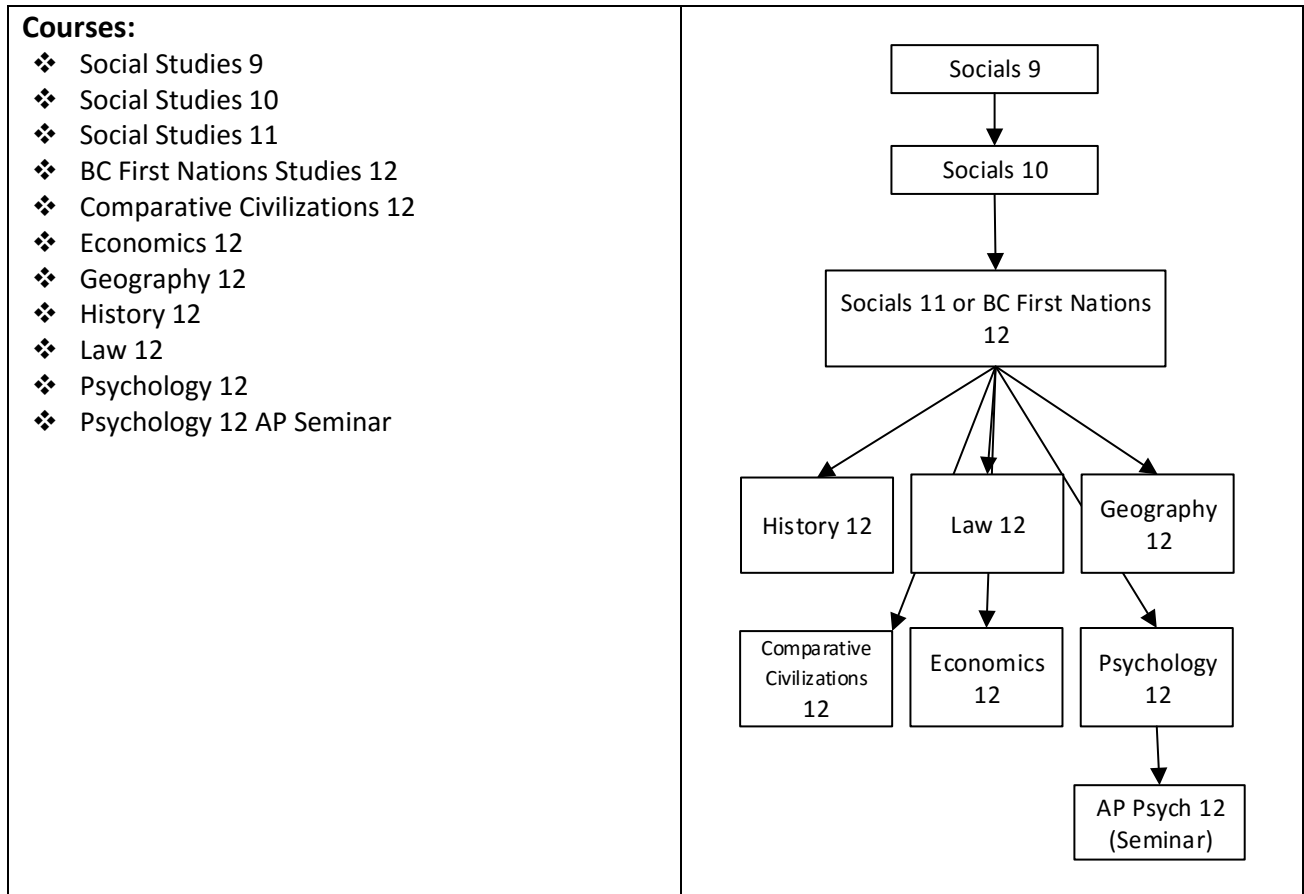 Courses:
❖ Social Studies 9
❖ Social Studies 10
❖ Social Studies 11
❖ BC First Nations Studies 12
❖ Comparative Civilizations 12
❖ Economics 12
❖ Geography 12
❖ History 12
❖ Law 12
❖ Psychology 12
❖ Psychology 12 AP Seminar
Socials 9
Socials 10
Socials 11 or BC First Nations
12
History 12
Law 12
Geography
12
Comparative
Civilizations
12
Economics
12
Psychology
12
AP Psych 12
(Seminar)